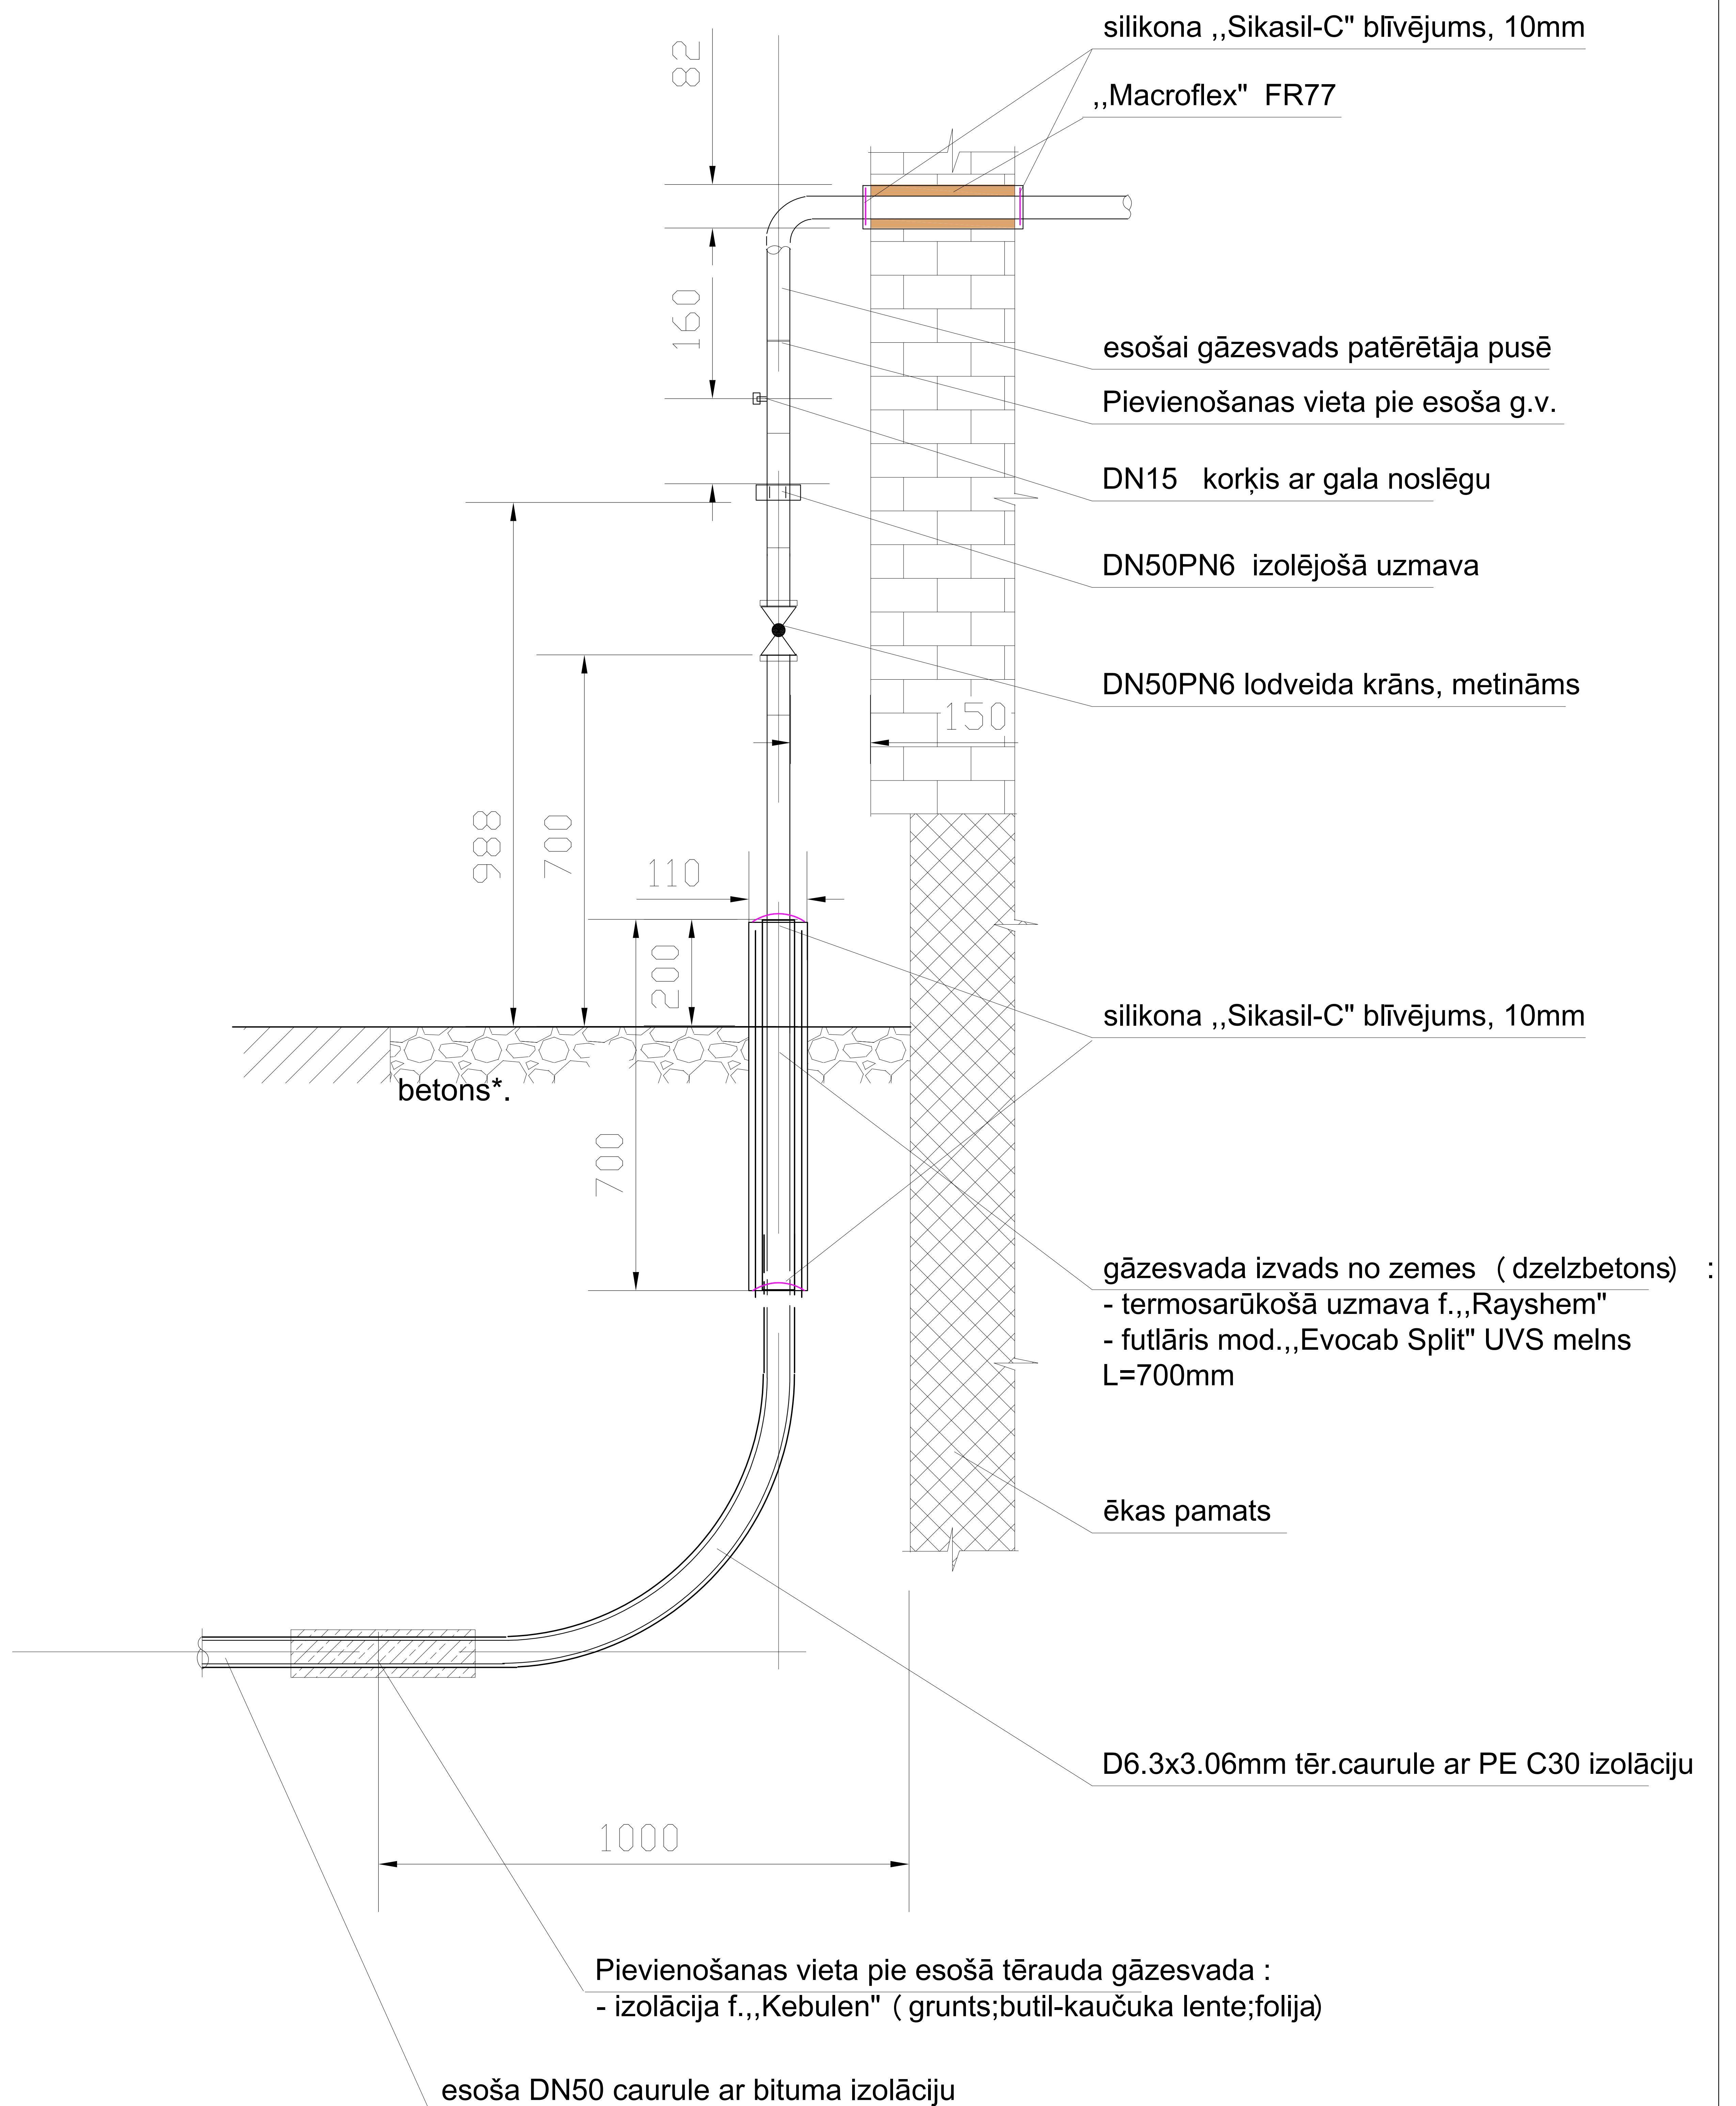 silikona ,,Sikasil-C" blīvējums, 10mm
82
,,Macroflex" FR77
160
esošai gāzesvads patērētāja pusē
Pievienošanas vieta pie esoša g.v.
DN15 korķis ar gala noslēgu
DN50PN6 izolējošā uzmava
DN50PN6 lodveida krāns, metināms
150
988
700
110
200
silikona ,,Sikasil-C" blīvējums, 10mm
betons*.
700
gāzesvada izvads no zemes ( dzelzbetons) :
- termosarūkošā uzmava f.,,Rayshem"
- futlāris mod.,,Evocab Split" UVS melns
L=700mm
ēkas pamats
D6.3x3.06mm tēr.caurule ar PE C30 izolāciju
1000
Pievienošanas vieta pie esošā tērauda gāzesvada :
- izolācija f.,,Kebulen" ( grunts;butil-kaučuka lente;folija)
esoša DN50 caurule ar bituma izolāciju